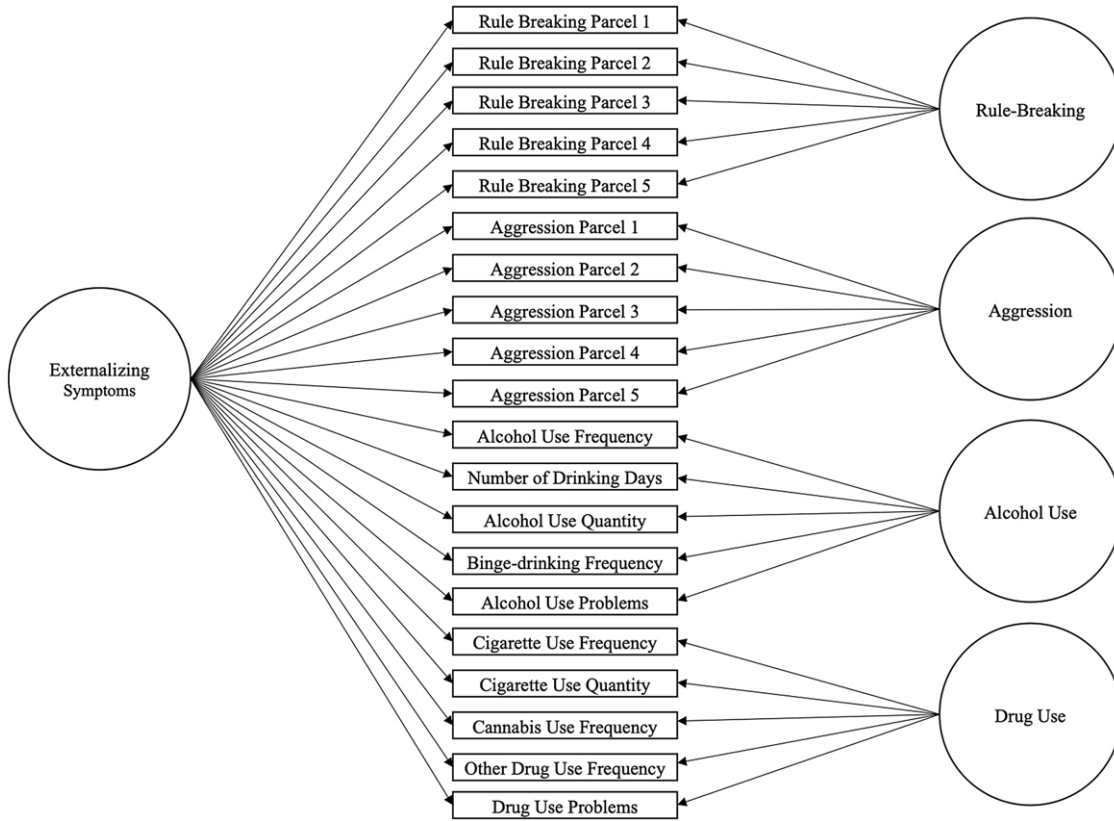 Rule Breaking Parcel 1
Rule Breaking Parcel 2
Rule Breaking Parcel 3
Rule Breaking Parcel 4
Rule Breaking Parcel 5
Aggression Parcel 1
Aggression Parcel 2
Aggression Parcel 3
Aggression Parcel 4
Aggression Parcel 5
Alcohol Use Frequency
Number of Drinking Days
Alcohol Use Quantity
Binge-drinking Frequency
Alcohol Use Problems
Cigarette Use Frequency
Cigarette Use Quantity
Cannabis Use Frequency
Other Drug Use Frequency
Drug Use Problems
Externalizing
Symptoms
Rule-Breaking
Aggression
Alcohol Use
Drug Use